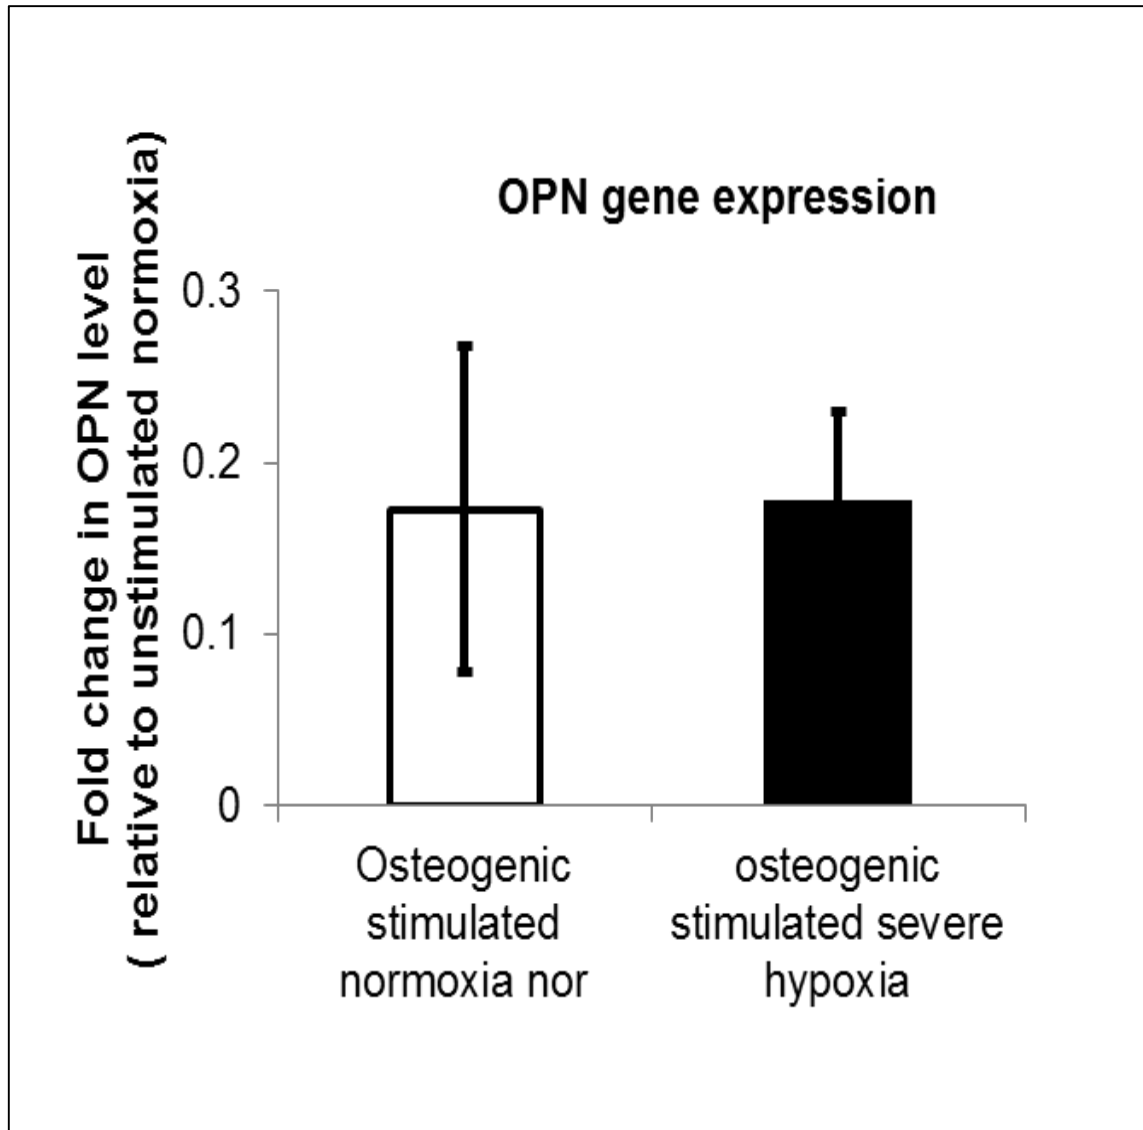 OPN gene expression
Fold change in OPN level
( relative to unstimulated normoxia)
0.3
0.2
0.1
0
Osteogenic
stimulated
normoxia nor
osteogenic
stimulated severe
hypoxia